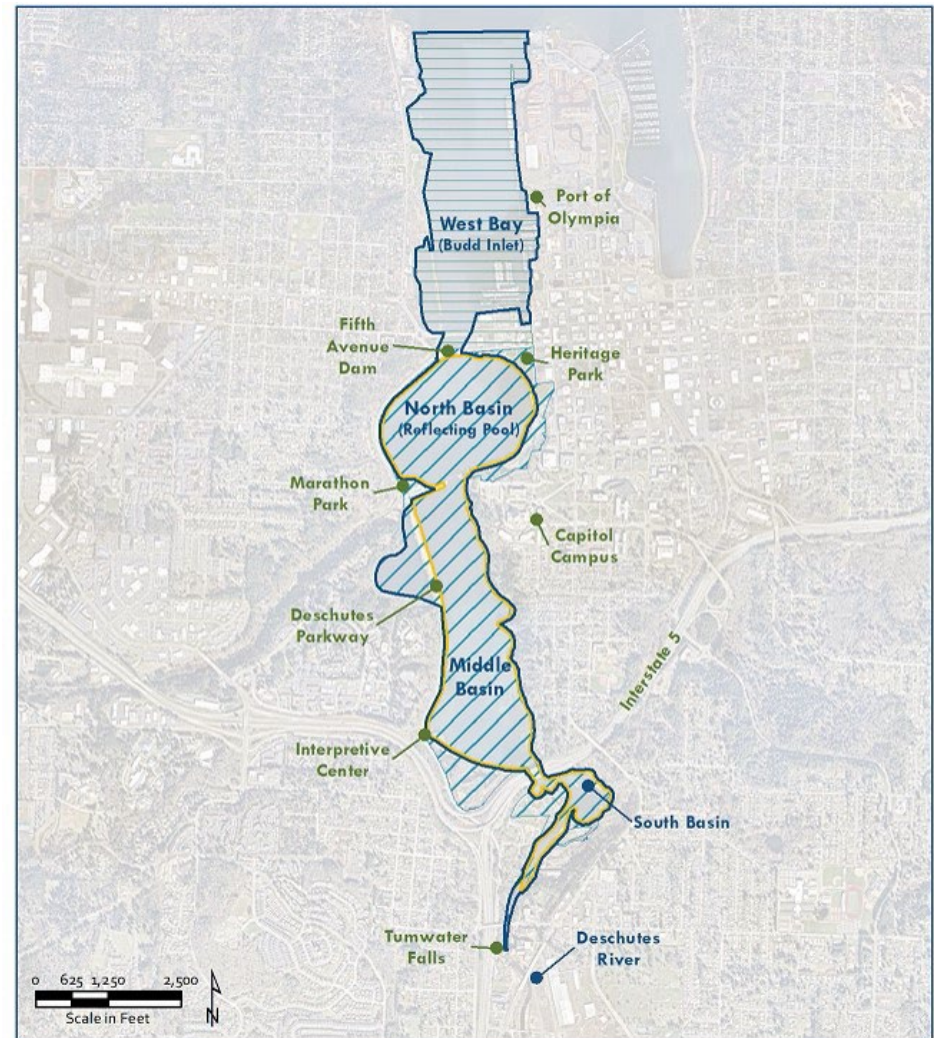 Port of
Olympia
West Bay
(Budd Inlet)
Fifth
Avenue
Dam
Heritage
Park
North Basin
(Reflecting Pool)
Marathon
Park
Capitol
Campus
Deschutes
Parkway
Interstate 5
Middle
Basin
Interpretive
Center
South Basin
Tumwater
Falls
Deschutes
River
0 625 1,250 2,500
Scale in Feet
N